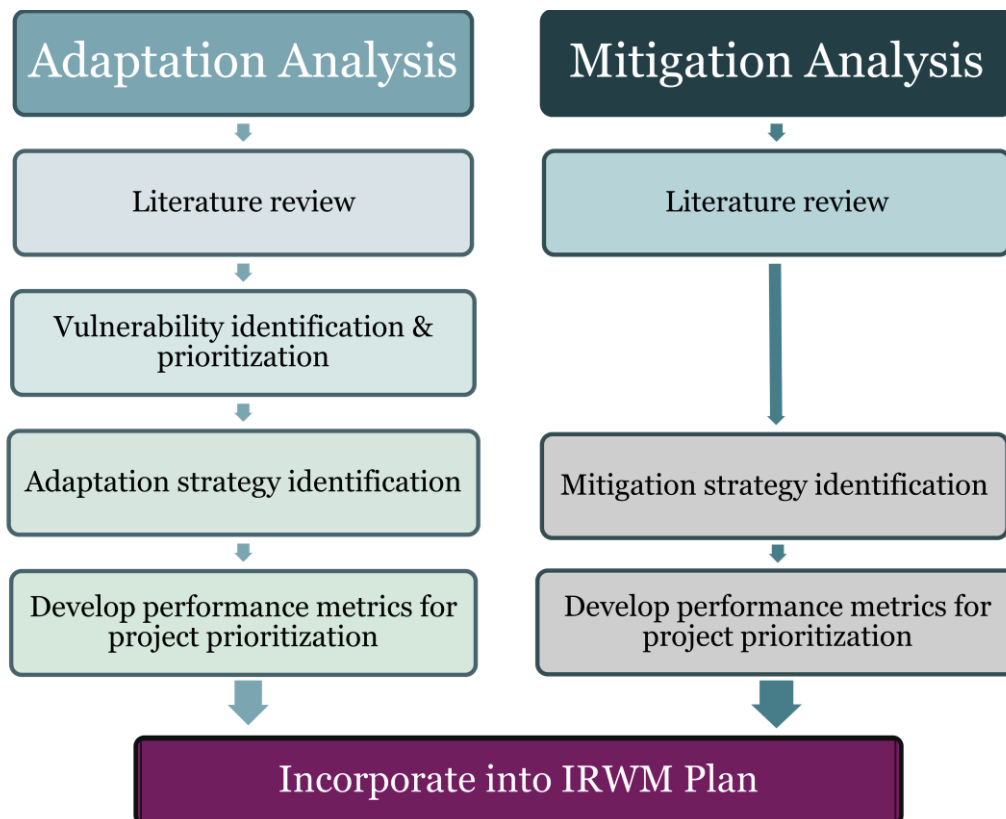 Adaptation Analysis
Literature review
Vulnerability identification &
prioritization
Adaptation strategy identification
Develop performance metrics for
project prioritization
Mitigation Analysis
Literature review
Mitigation strategy identification
Develop performance metrics for
project prioritization
Incorporate into IRWM Plan